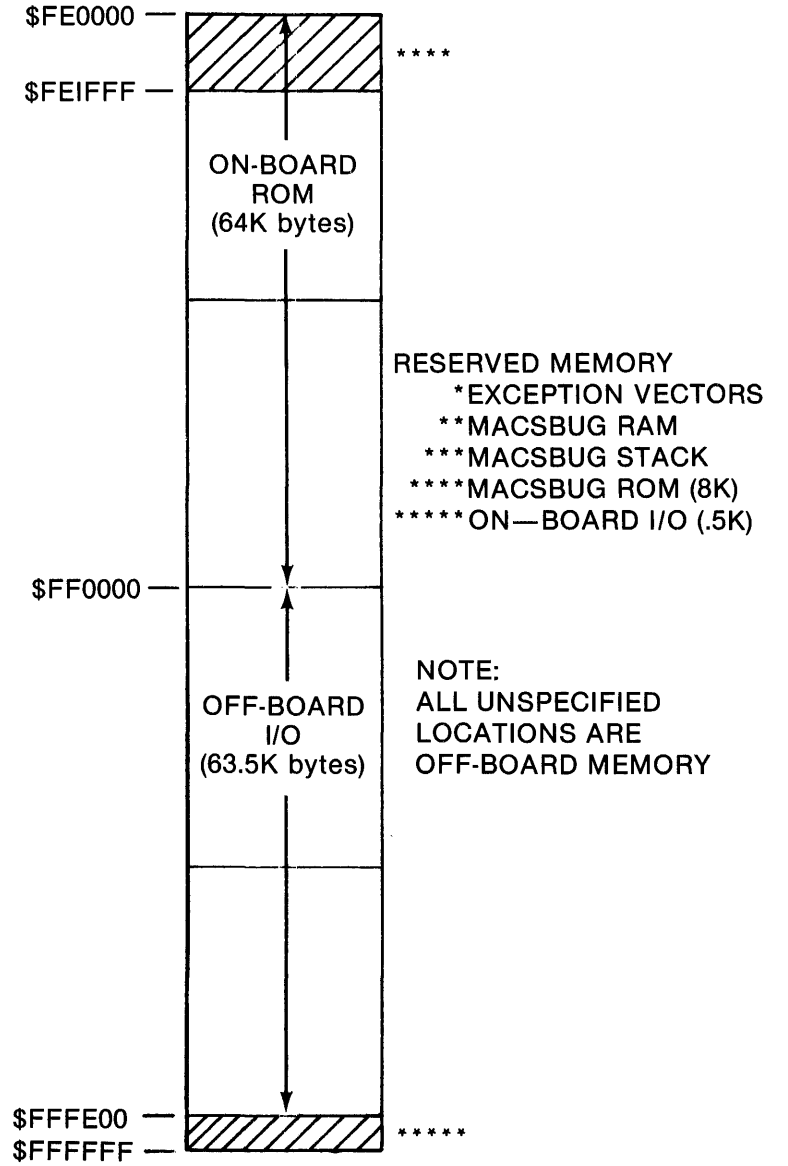 $FE0000
****
$FEIFFF
ON-BOARD
ROM
(64K bytes)
RESERVED MEMORY
*EXCEPTION VECTORS
**MACSBUG RAM
***MACSBUG STACK
****MACSBUG ROM (8K)
*****ON—BOARD I/O (.5K)
$FF0000
NOTE:
ALL UNSPECIFIED
LOCATIONS ARE
OFF-BOARD MEMORY
OFF-BOARD
I/O
(63.5K bytes)
$FFFE00
*****
$FFFFFF